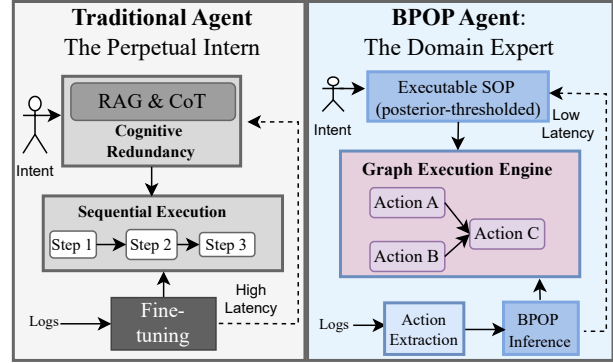 Traditional Agent
The Perpetual Intern
RAG & CoT
Cognitive
Redundancy
Intent
Sequential Execution
Step 1
Step 2
Step 3
High
Latency
Logs
Fine-
tuning
BPOP Agent:
The Domain Expert
Executable SOP
(posterior-thresholded)
Intent
Low
Latency
Graph Execution Engine
Action A
Action B
Action C
Logs
Action
Extraction
BPOP
Inference